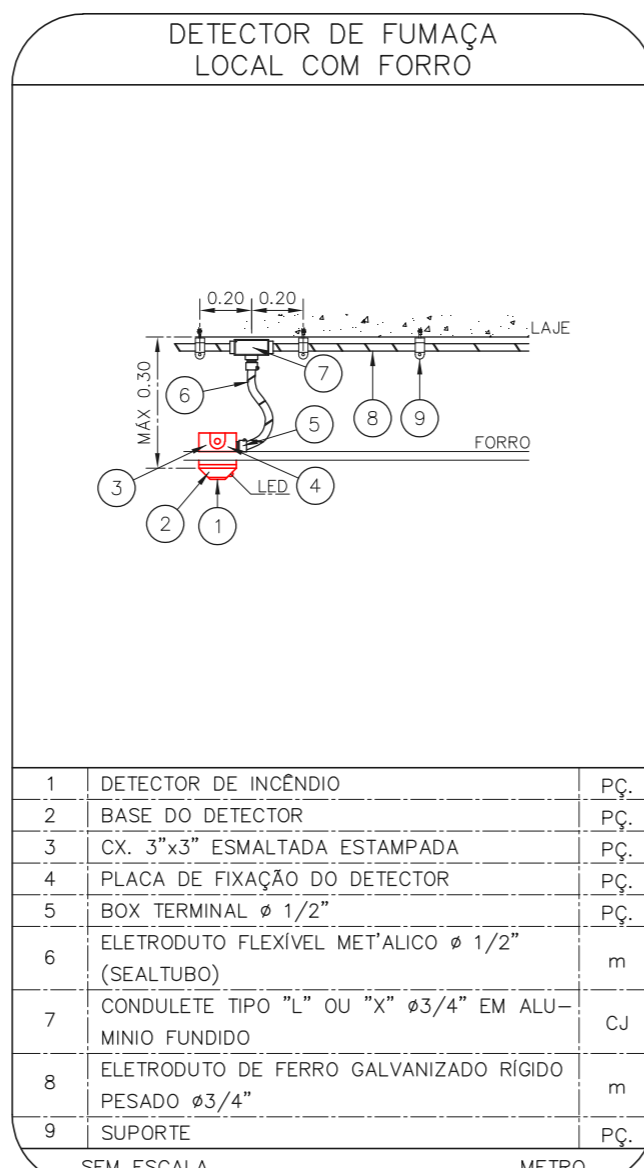 DETECTOR DE FUMAÇA
LOCAL COM FORRO
0.20 0.20
LAJE
MÁX 0.30
7
6
8
9
5
FORRO
3
4
LED
2
1
1 DETECTOR DE INCÊNDIO PÇ.
2 BASE DO DETECTOR PÇ.
3 CX. 3"x3" ESMALTADA ESTAMPADA PÇ.
4 PLACA DE FIXAÇÃO DO DETECTOR PÇ.
5 BOX TERMINAL ø 1/2" PÇ.
6 ELETRODUTO FLEXÍVEL MET'ALICO ø 1/2"
(SEALTUBO) m
7 CONDULETE TIPO "L" OU "X" ø3/4" EM ALU-
MINIO FUNDIDO CJ
8 ELETRODUTO DE FERRO GALVANIZADO RÍGIDO
PESADO ø3/4" m
9 SUPORTE PÇ.
SEM ESCALA METRO